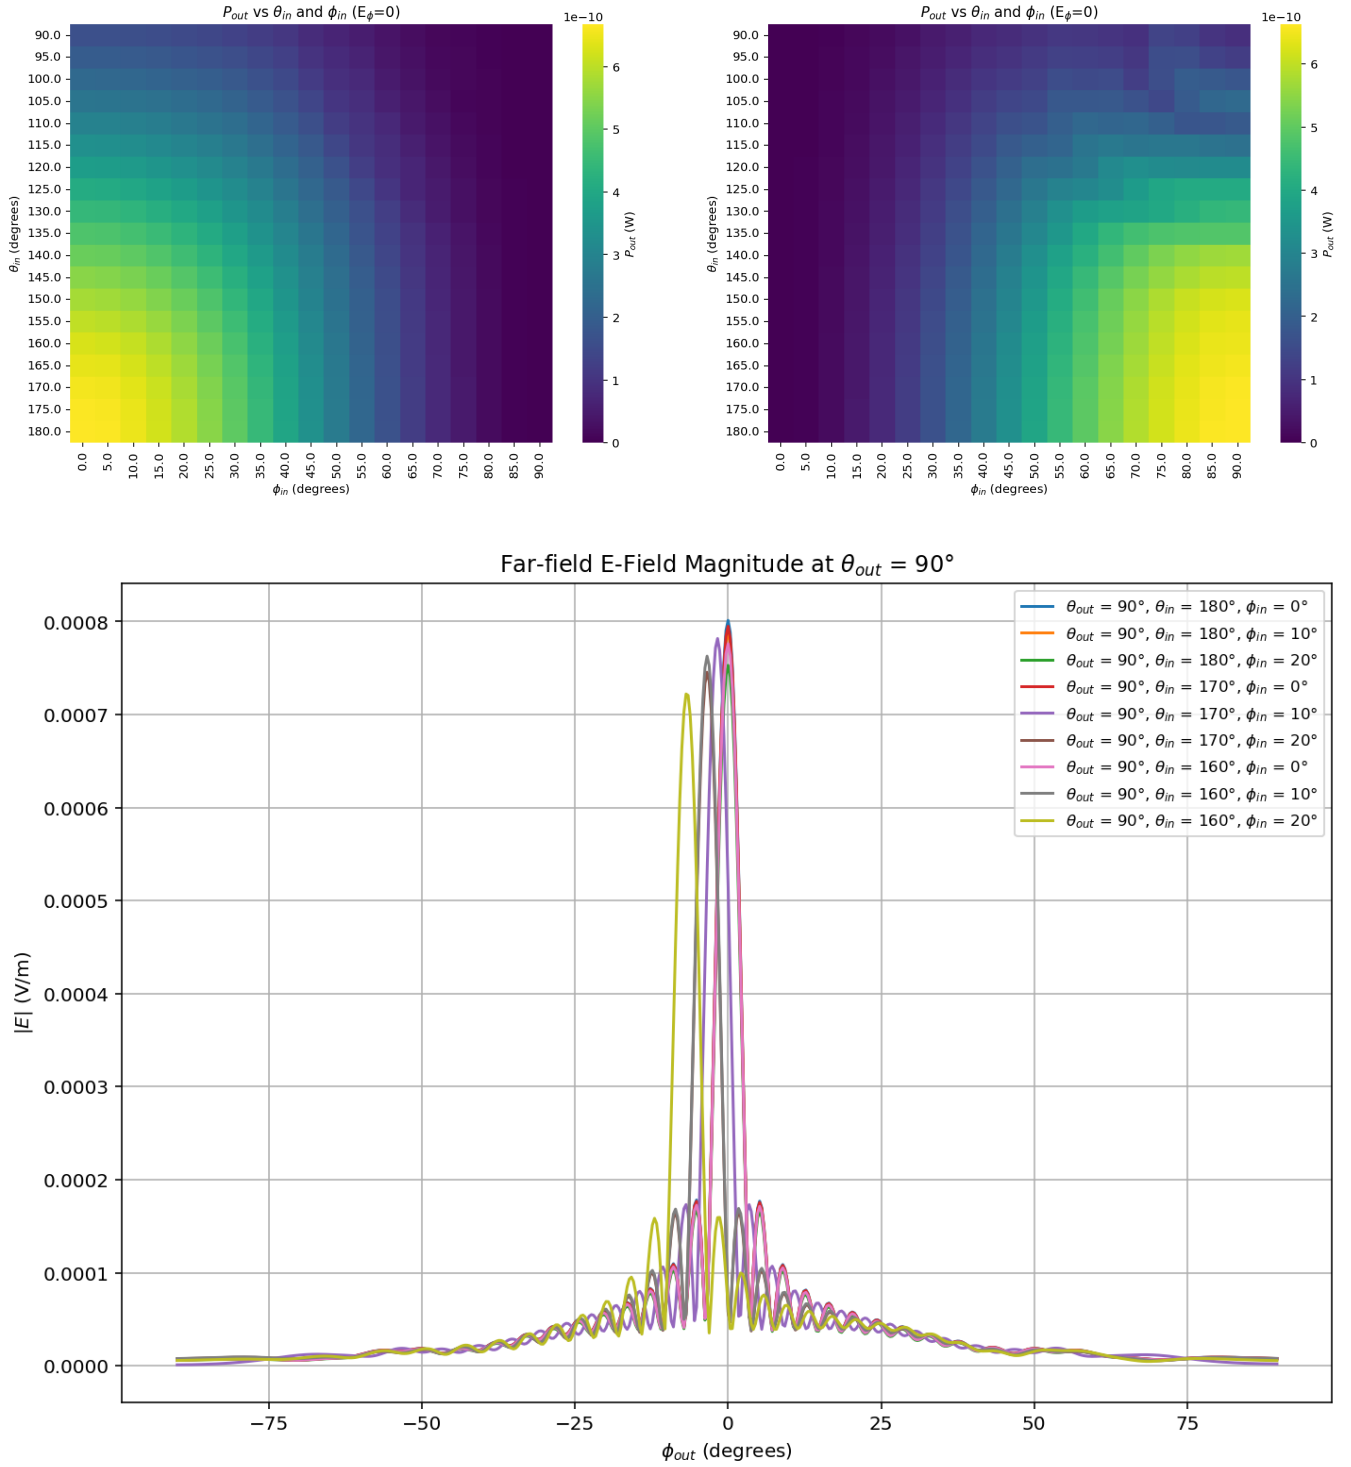 P_out vs θ_in and ϕ_in (E_ϕ=0)
1e−10
90.0
95.0
100.0
105.0
110.0
115.0
120.0
125.0
130.0
135.0
140.0
145.0
150.0
155.0
160.0
165.0
170.0
175.0
180.0
θ_in (degrees)
0.0 5.0 10.0 15.0 20.0 25.0 30.0 35.0 40.0 45.0 50.0 55.0 60.0 65.0 70.0 75.0 80.0 85.0 90.0
ϕ_in (degrees)
6
5
4
3
2
1
0
P_out (W)
P_out vs θ_in and ϕ_in (E_ϕ=0)
1e−10
90.0
95.0
100.0
105.0
110.0
115.0
120.0
125.0
130.0
135.0
140.0
145.0
150.0
155.0
160.0
165.0
170.0
175.0
180.0
θ_in (degrees)
0.0 5.0 10.0 15.0 20.0 25.0 30.0 35.0 40.0 45.0 50.0 55.0 60.0 65.0 70.0 75.0 80.0 85.0 90.0
ϕ_in (degrees)
6
5
4
3
2
1
0
P_out (W)
Far-field E-Field Magnitude at θ_out = 90°
θ_out = 90°, θ_in = 180°, ϕ_in = 0°
θ_out = 90°, θ_in = 180°, ϕ_in = 10°
θ_out = 90°, θ_in = 180°, ϕ_in = 20°
θ_out = 90°, θ_in = 170°, ϕ_in = 0°
θ_out = 90°, θ_in = 170°, ϕ_in = 10°
θ_out = 90°, θ_in = 170°, ϕ_in = 20°
θ_out = 90°, θ_in = 160°, ϕ_in = 0°
θ_out = 90°, θ_in = 160°, ϕ_in = 10°
θ_out = 90°, θ_in = 160°, ϕ_in = 20°
0.0008
0.0007
0.0006
0.0005
0.0004
0.0003
0.0002
0.0001
0.0000
|E| (V/m)
−75 −50 −25 0 25 50 75
ϕ_out (degrees)